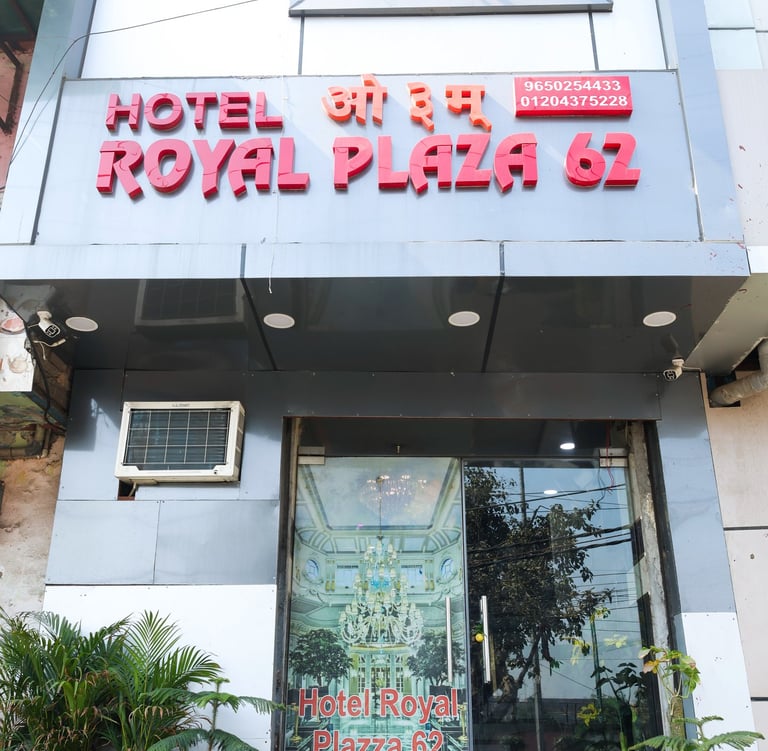 HOTEL ओ३म्
9650254433
01204375228
ROYAL PLAZA 62
Hotel Royal
Plazza 62